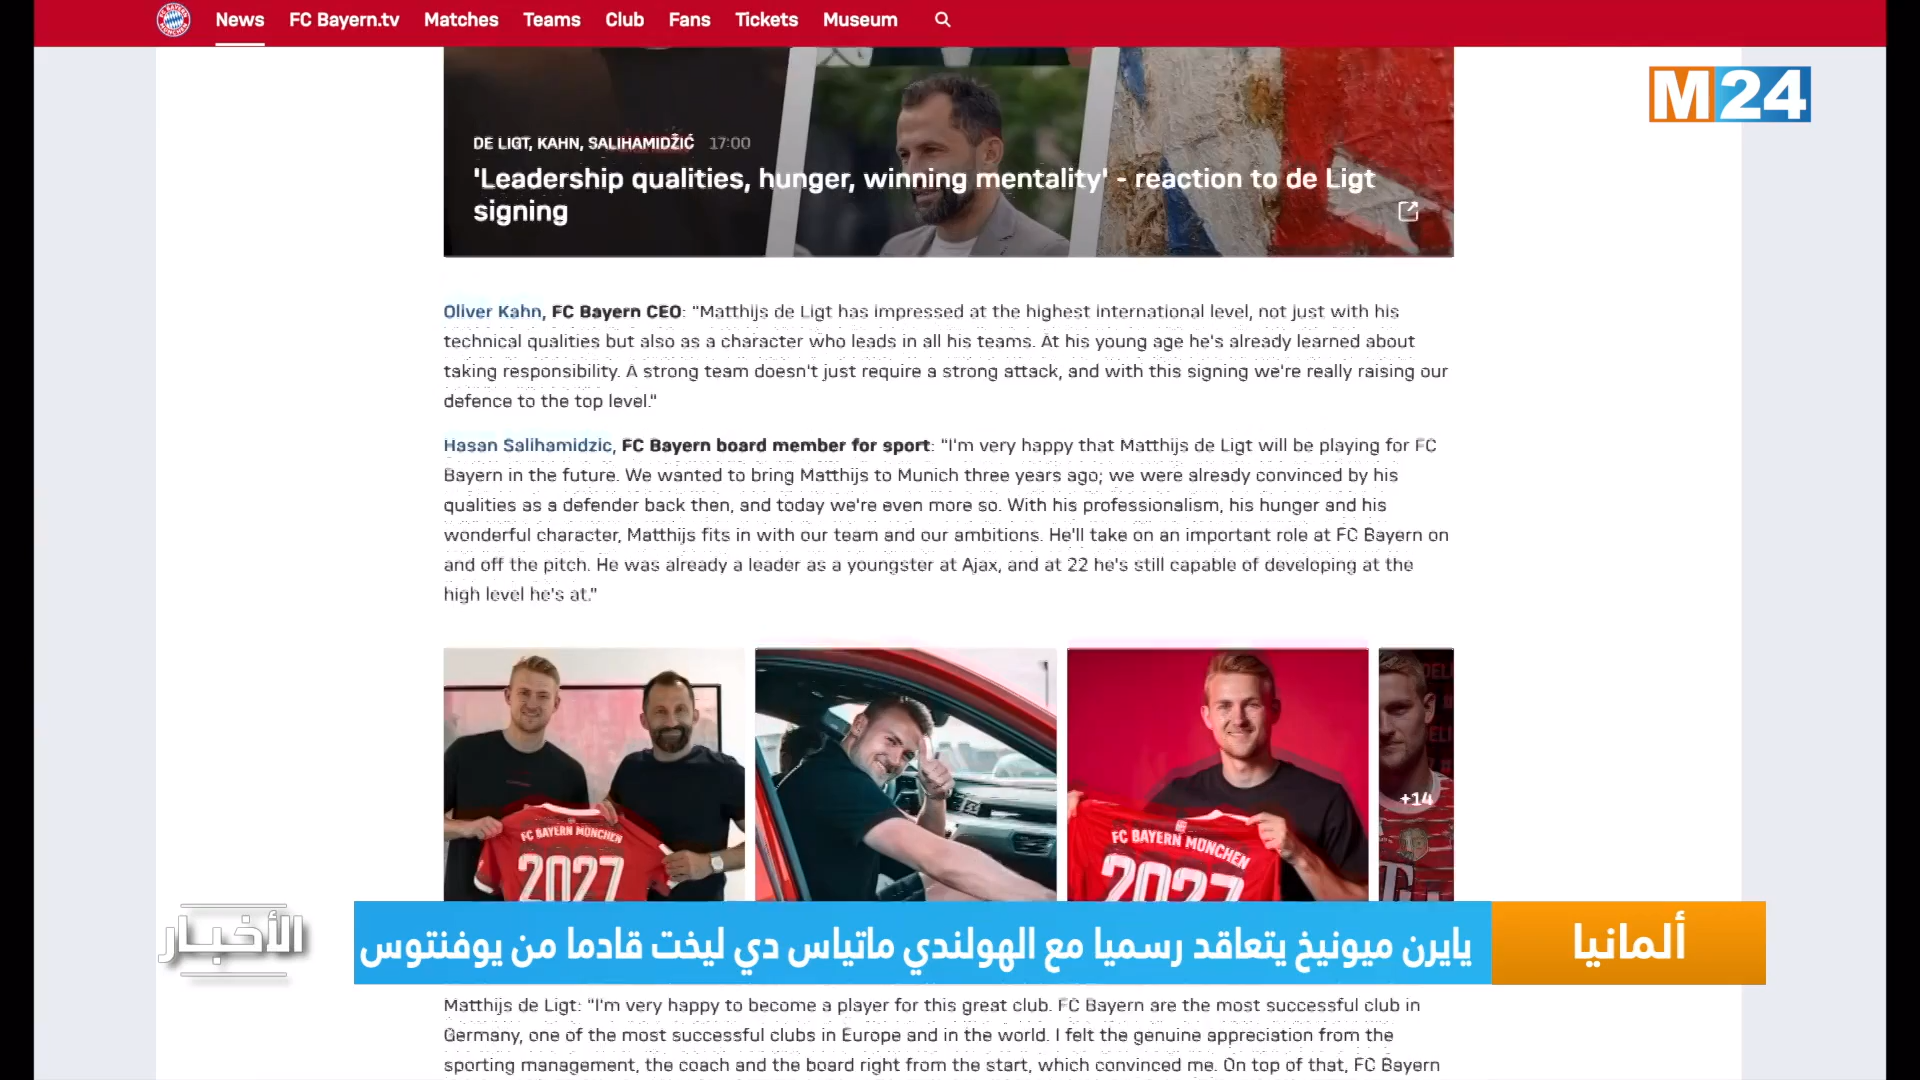 News FC Bayern.tv Matches Teams Club Fans Tickets Museum
M24
DE LIGT, KAHN, SALIHAMIDŽIĆ 17:00
'Leadership qualities, hunger, winning mentality' - reaction to de Ligt
signing
Oliver Kahn, FC Bayern CEO: "Matthijs de Ligt has impressed at the highest international level, not just with his
technical qualities but also as a character who leads in all his teams. At his young age he's already learned about
taking responsibility. A strong team doesn't just require a strong attack, and with this signing we're really raising our
defence to the top level."
Hasan Salihamidzic, FC Bayern board member for sport: "I'm very happy that Matthijs de Ligt will be playing for FC
Bayern in the future. We wanted to bring Matthijs to Munich three years ago; we were already convinced by his
qualities as a defender back then, and today we're even more so. With his professionalism, his hunger and his
wonderful character, Matthijs fits in with our team and our ambitions. He'll take on an important role at FC Bayern on
and off the pitch. He was already a leader as a youngster at Ajax, and at 22 he's still capable of developing at the
high level he's at."
FC BAYERN MÜNCHEN
2027
FC BAYERN MÜNCHEN
2027
+14
ألمانيا
بايرن ميونيخ يتعاقد رسميا مع الهولندي ماتياس دي ليخت قادما من يوفنتوس
الأخبار
Matthijs de Ligt: "I'm very happy to become a player for this great club. FC Bayern are the most successful club in
Germany, one of the most successful clubs in Europe and in the world. I felt the genuine appreciation from the
sporting management, the coach and the board right from the start, which convinced me. On top of that, FC Bayern